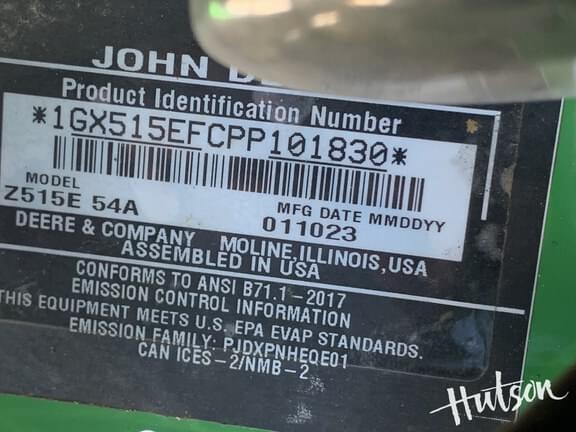 JOHN
Product Identification Number
*1GX515EFCPP101830*
MODEL
Z515E 54A
MFG DATE MMDDYY
011023
DEERE & COMPANY MOLINE, ILLINOIS, USA
ASSEMBLED IN USA
CONFORMS TO ANSI B71.1-2017
EMISSION CONTROL INFORMATION
THIS EQUIPMENT MEETS U.S. EPA EVAP STANDARDS.
EMISSION FAMILY: PJDXPNHEQE01
CAN ICES-2/NMB-2
Hutson